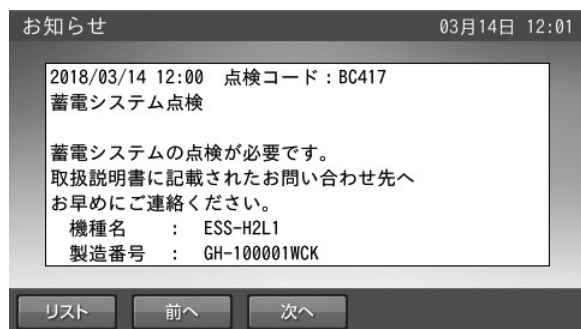 お知らせ 03月14日 12:01
2018/03/14 12:00 点検コード：BC417
蓄電システム点検
蓄電システムの点検が必要です。
取扱説明書に記載されたお問い合わせ先へ
お早めにご連絡ください。
機種名 ： ESS-H2L1
製造番号 ： GH-100001WCK
リスト 前へ 次へ